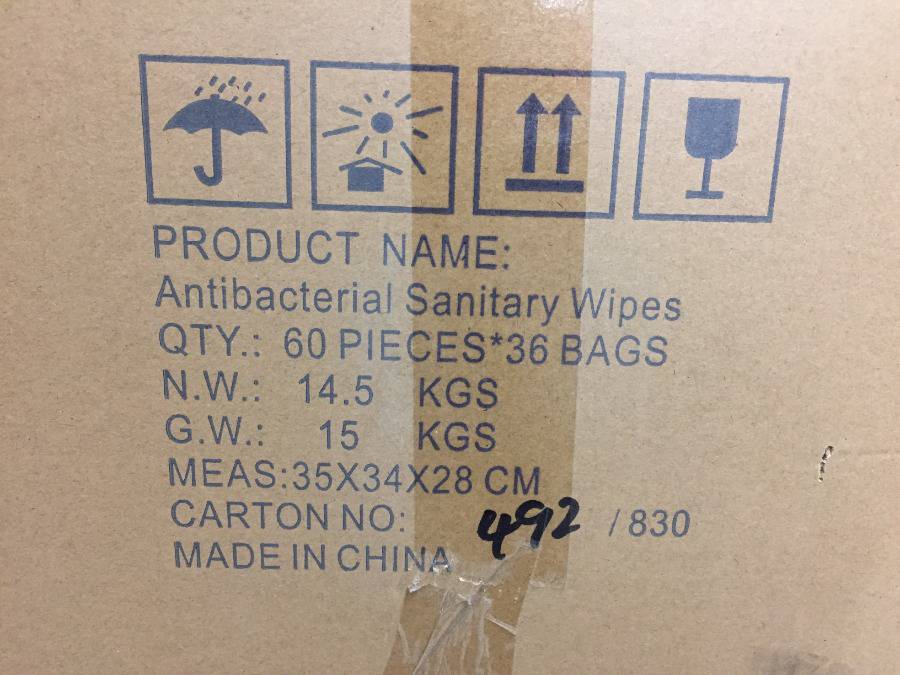 PRODUCT NAME:
Antibacterial Sanitary Wipes
QTY.: 60 PIECES*36 BAGS
N.W.: 14.5 KGS
G.W.: 15 KGS
MEAS:35X34X28 CM
CARTON NO: 492 / 830
MADE IN CHINA